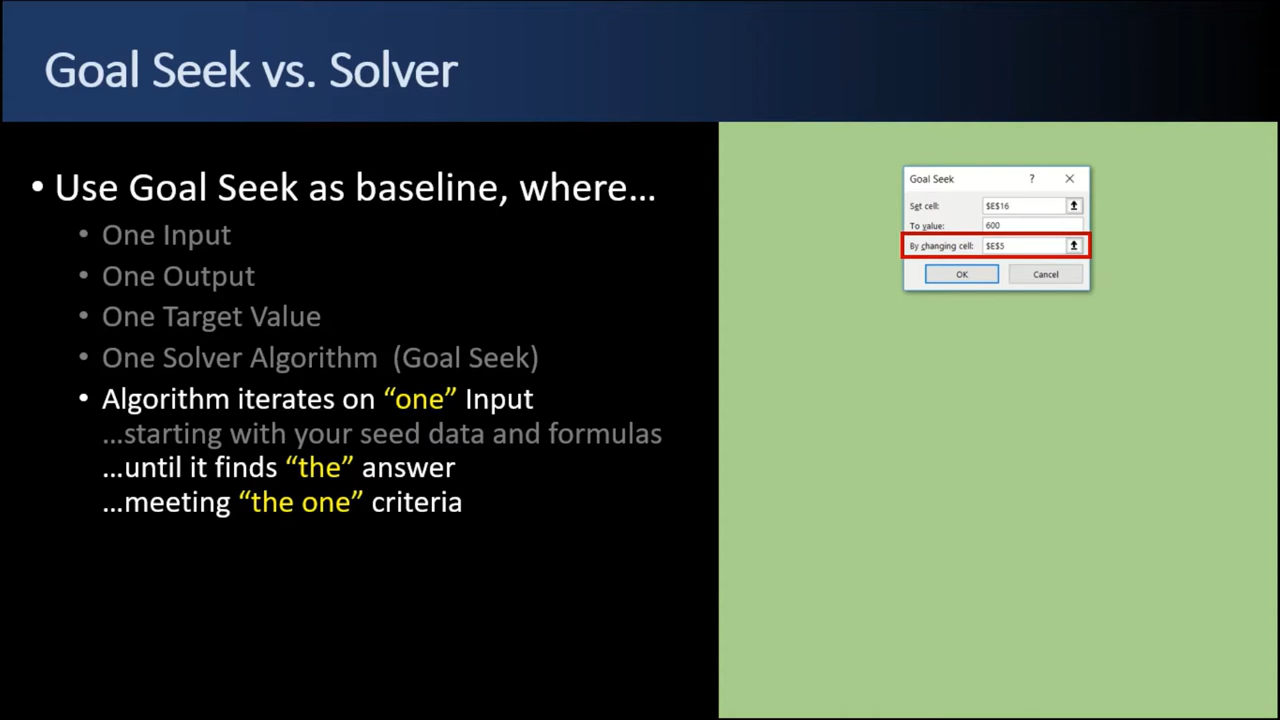 Goal Seek vs. Solver
• Use Goal Seek as baseline, where…
• One Input
• One Output
• One Target Value
• One Solver Algorithm (Goal Seek)
• Algorithm iterates on “one” Input
…starting with your seed data and formulas
…until it finds “the” answer
…meeting “the one” criteria
Goal Seek ?
Set cell: $E$16
To value: 600
By changing cell: $E$5
OK Cancel